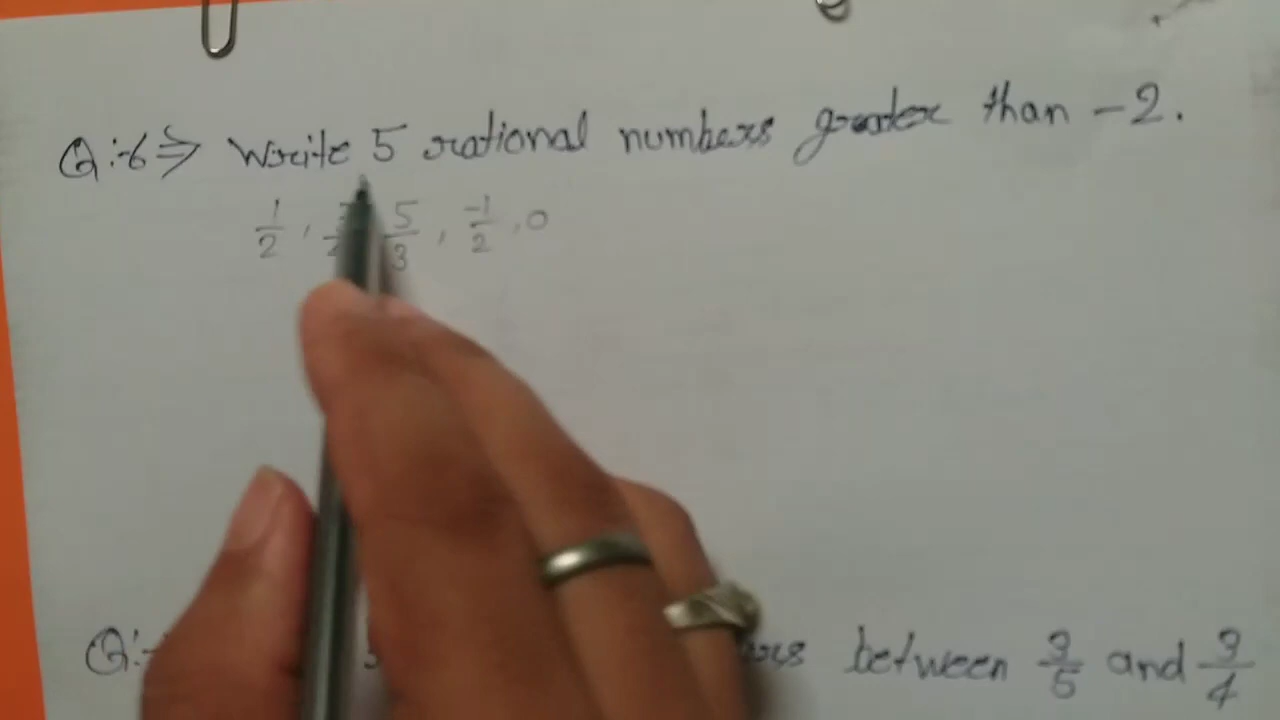 Q:-6⇒ Write 5 rational numbers greater than -2.
1/2, 5/3, -1/2, 0
Q:- between 3/5 and 3/4